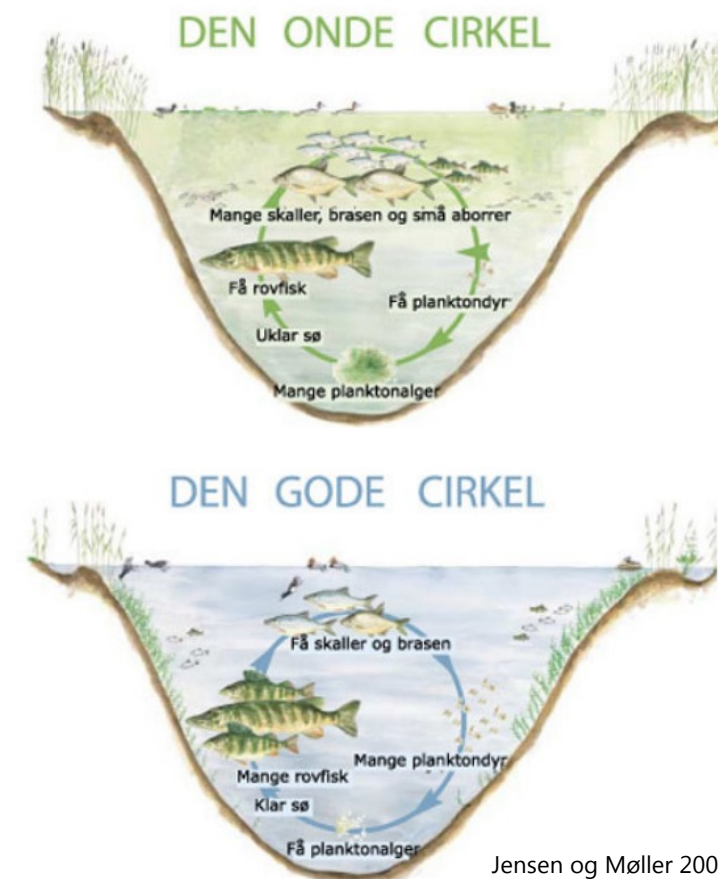 DEN ONDE CIRKEL
Mange skaller, brasen og små aborrer
Få rovfisk
Få planktondyr
Uklar sø
Mange planktonalger
DEN GODE CIRKEL
Få skaller og brasen
Mange planktondyr
Mange rovfisk
Klar sø
Få planktonalger
Jensen og Møller 200